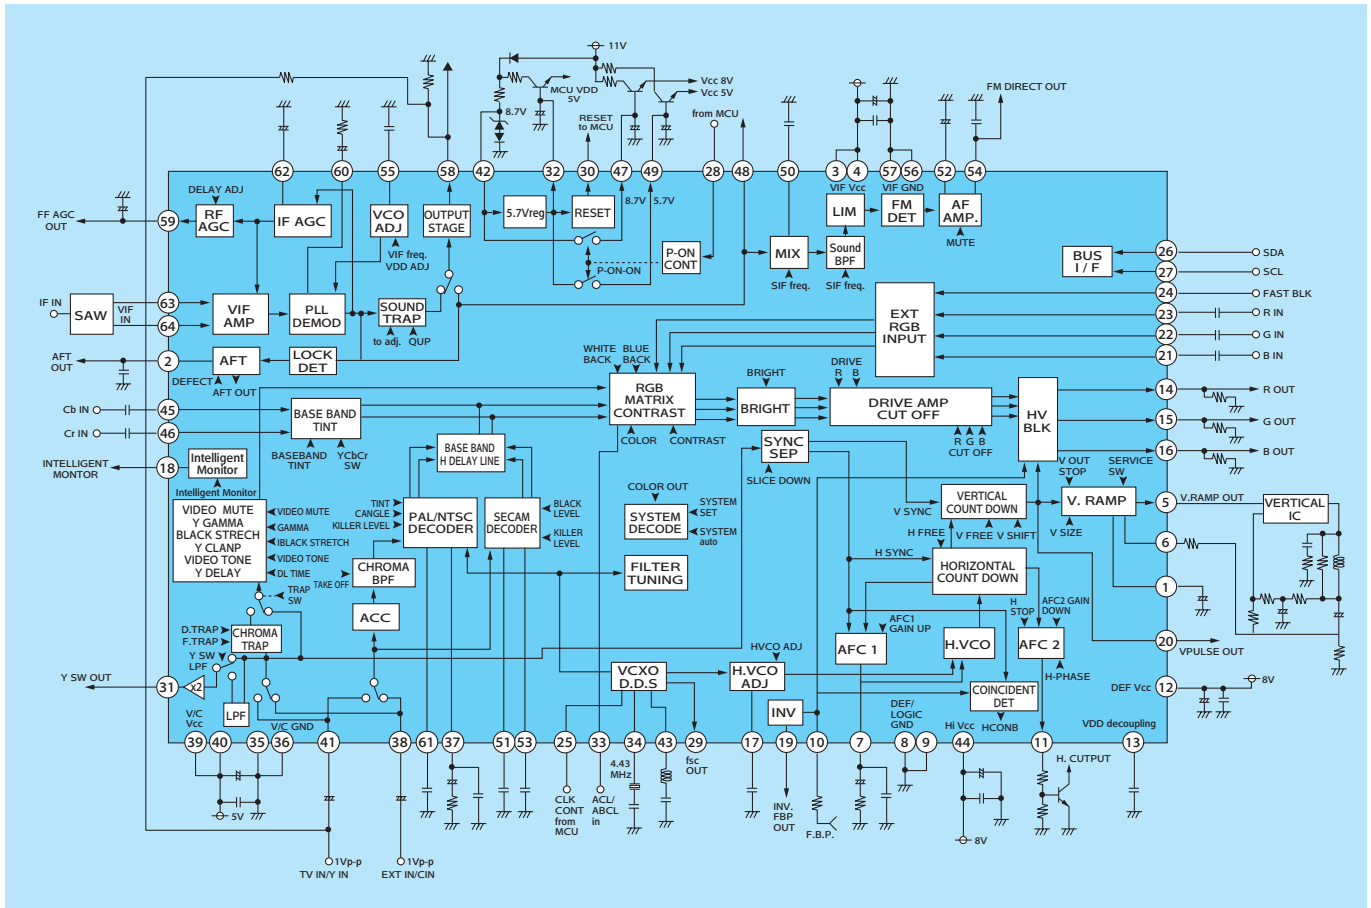 11V
MCU VDD
5V
Vcc 8V
Vcc 5V
8.7V
RESET
to MCU
from MCU
FM DIRECT OUT
62
60
55
58
42
32
30
47
49
28
48
50
3
4
57
56
52
54
VIF Vcc
VIF GND
DELAY ADJ
FF AGC
OUT
59
RF
AGC
IF AGC
VCO
ADJ
OUTPUT
STAGE
5.7Vreg
RESET
8.7V
5.7V
LIM
FM
DET
AF
AMP.
MUTE
VIF freq.
VDD ADJ
P-ON-ON
P-ON
CONT
MIX
Sound
BPF
SIF freq.
SIF freq.
BUS
I / F
26
SDA
27
SCL
24
FAST BLK
23
R IN
22
G IN
21
B IN
EXT
RGB
INPUT
IF IN
SAW
VIF
IN
63
64
VIF
AMP
PLL
DEMOD
SOUND
TRAP
to adj.
QUP
AFT
OUT
2
AFT
LOCK
DET
DEFECT
AFT OUT
WHITE
BACK
BLUE
BACK
RGB
MATRIX
CONTRAST
COLOR
CONTRAST
BRIGHT
BRIGHT
DRIVE
R
B
DRIVE AMP
CUT OFF
R G B
CUT OFF
HV
BLK
14
R OUT
15
G OUT
16
B OUT
Cb IN
45
Cr IN
46
BASE BAND
TINT
BASEBAND
TINT
YCbCr
SW
BASE BAND
H DELAY LINE
SYNC
SEP
SLICE DOWN
INTELLIGENT
MONTOR
18
Intelligent
Monitor
Intelligent Monitor
VIDEO MUTE
Y GAMMA
BLACK STRECH
Y CLANP
VIDEO TONE
Y DELAY
VIDEO MUTE
GAMMA
IBLACK STRETCH
VIDEO TONE
DL TIME
TRAP
SW
TINT
CANGLE
KILLER LEVEL
PAL/NTSC
DECODER
SECAM
DECODER
BLACK
LEVEL
KILLER
LEVEL
COLOR OUT
SYSTEM
DECODE
SYSTEM
SET
SYSTEM
auto
FILTER
TUNING
V SYNC
VERTICAL
COUNT DOWN
H FREE
V FREE
V SHIFT
V OUT
STOP
SERVICE
SW
V. RAMP
V SIZE
5
V.RAMP OUT
VERTICAL
IC
6
1
20
VPULSE OUT
12
DEF Vcc
8V
H SYNC
HORIZONTAL
COUNT DOWN
TAKE OFF
CHROMA
BPF
ACC
AFC1
GAIN UP
AFC 1
H.VCO
H
STOP
AFC2 GAIN
DOWN
AFC 2
H-PHASE
D.TRAP
F.TRAP
CHROMA
TRAP
Y SW
LPF
Y SW OUT
31
x2
LPF
V/C
Vcc
V/C GND
VCXO
D.D.S
HVCO ADJ
H.VCO
ADJ
INV
DEF/
LOGIC
GND
COINCIDENT
DET
HCONB
Hi Vcc
VDD decoupling
39
40
35
36
41
38
61
37
51
53
25
33
34
43
29
17
19
10
7
8
9
44
11
13
fsc
OUT
4.43
MHz
CLK
CONT
from
MCU
ACL/
ABCL
in
INV.
FBP
OUT
F.B.P.
8V
H. CUTPUT
5V
1Vp-p
TV IN/Y IN
1Vp-p
EXT IN/CIN